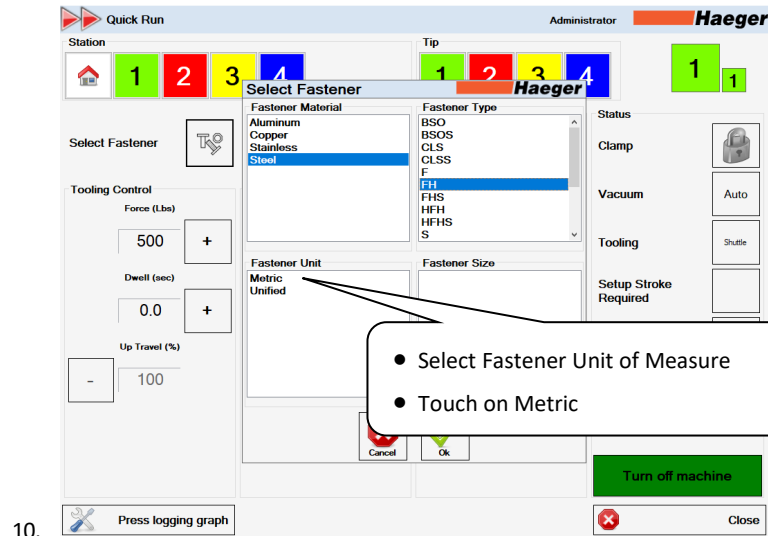 Quick Run
Administrator
Haeger
Station
1 2 3 4
Tip
1 2 3 4
1
1
Select Fastener
Tooling Control
Force (Lbs)
500 +
Dwell (sec)
0.0 +
Up Travel (%)
- 100
Select Fastener
Haeger
Fastener Material
Aluminum
Copper
Stainless
Steel
Fastener Type
BSO
BSOS
CLS
CLSS
F
FH
FHS
HFH
HFHS
S
Fastener Unit
Metric
Unified
Fastener Size
• Select Fastener Unit of Measure
• Touch on Metric
Cancel
Ok
Status
Clamp
Vacuum
Auto
Tooling
Shuttle
Setup Stroke
Required
Turn off machine
Press logging graph
Close
10.